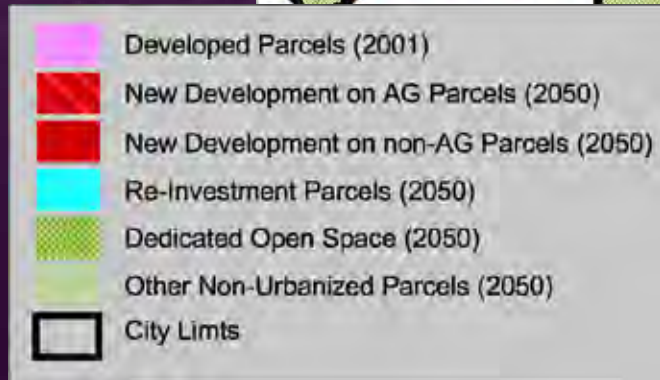 Developed Parcels (2001)
New Development on AG Parcels (2050)
New Development on non-AG Parcels (2050)
Re-Investment Parcels (2050)
Dedicated Open Space (2050)
Other Non-Urbanized Parcels (2050)
City Limts